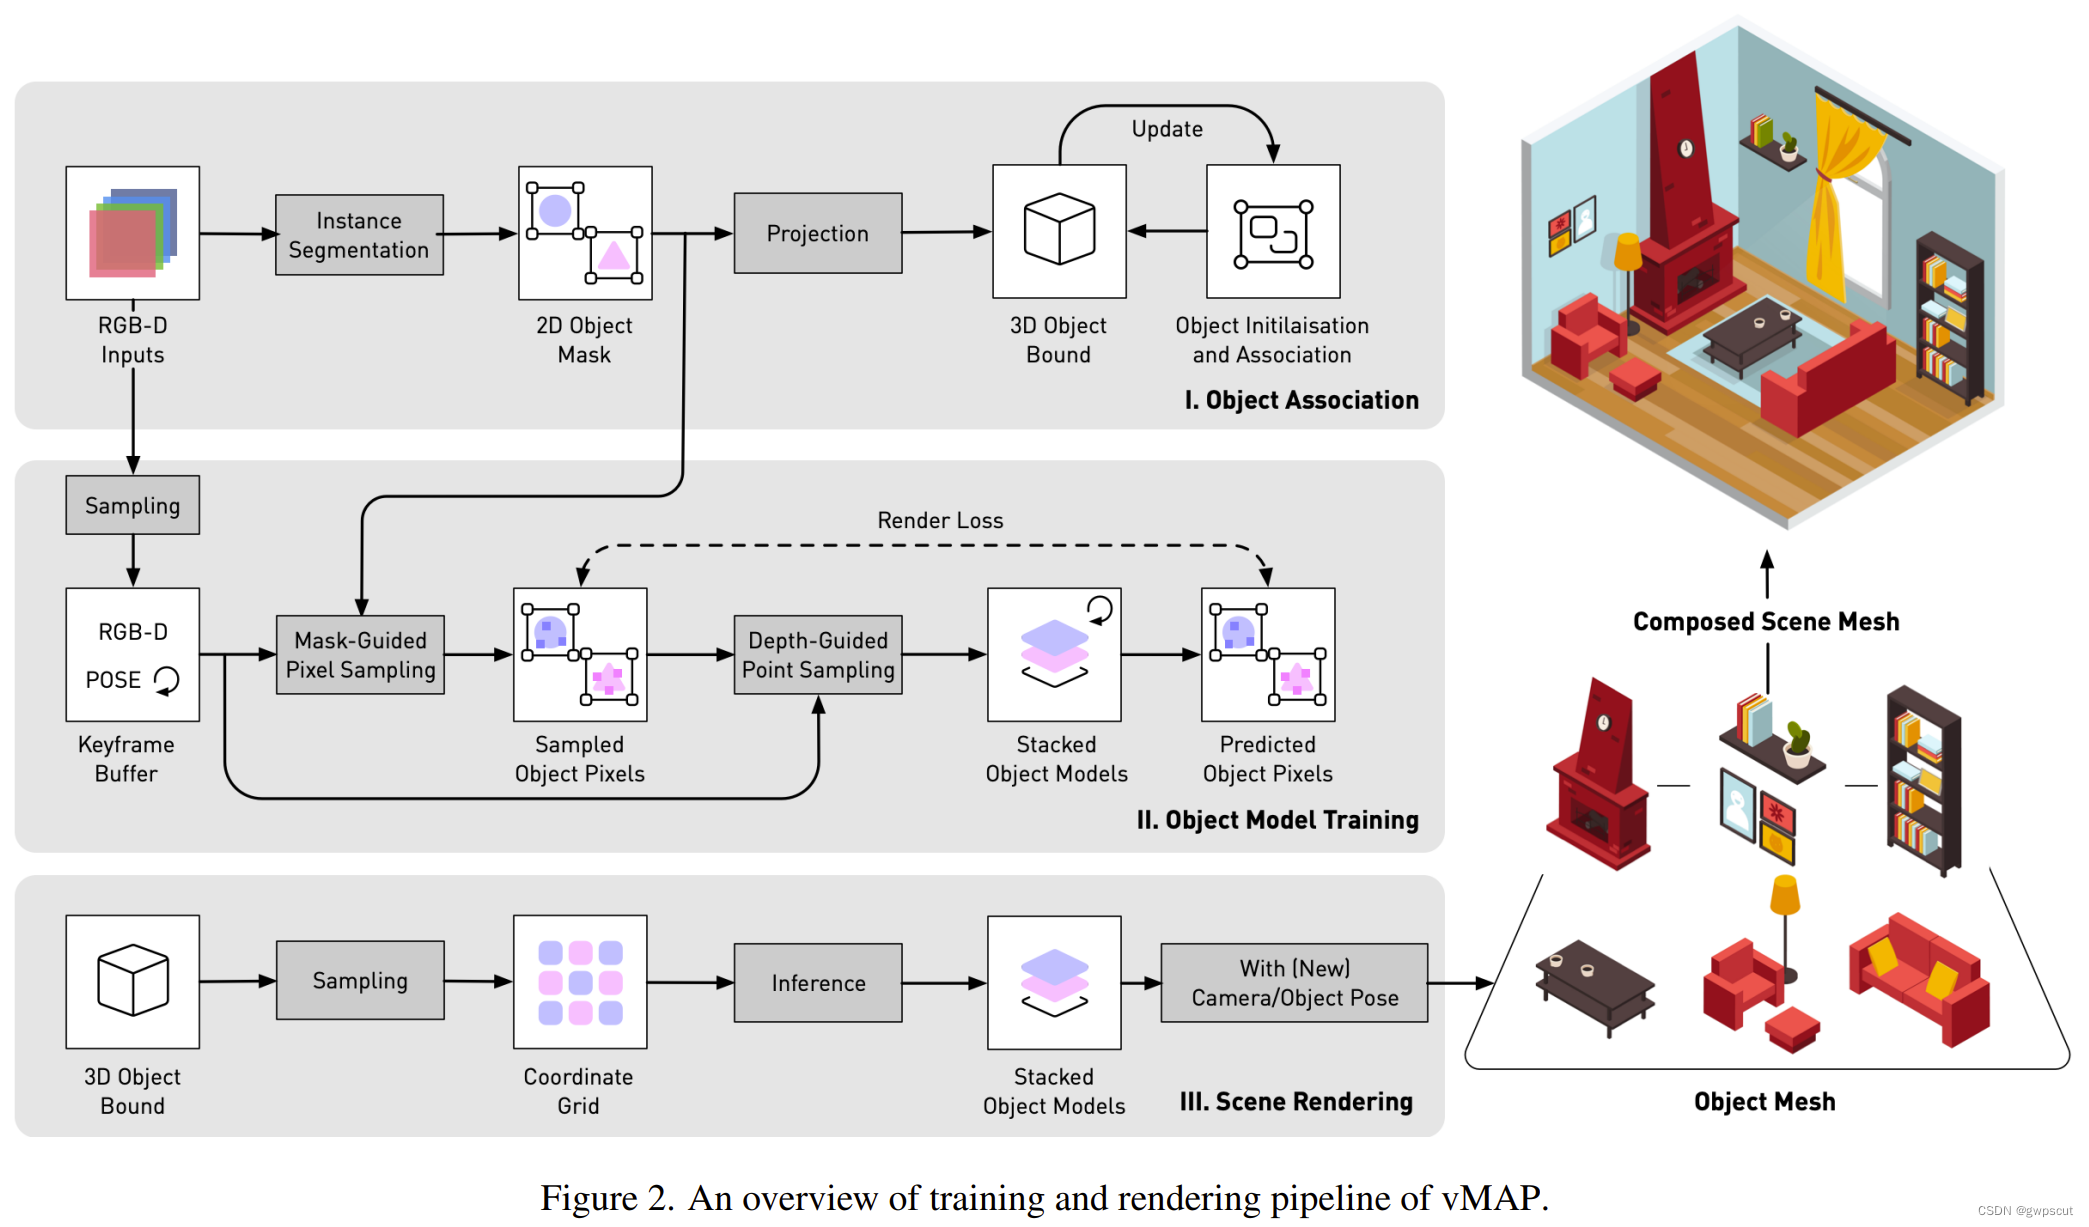 Update
Instance
Segmentation
Projection
RGB-D
Inputs
2D Object
Mask
3D Object
Bound
Object Initilaisation
and Association
I. Object Association
Sampling
Render Loss
RGB-D
POSE
Mask-Guided
Pixel Sampling
Depth-Guided
Point Sampling
Keyframe
Buffer
Sampled
Object Pixels
Stacked
Object Models
Predicted
Object Pixels
II. Object Model Training
Sampling
Inference
With (New)
Camera/Object Pose
3D Object
Bound
Coordinate
Grid
Stacked
Object Models
III. Scene Rendering
Composed Scene Mesh
Object Mesh
Figure 2. An overview of training and rendering pipeline of vMAP.
CSDN @gwpscut